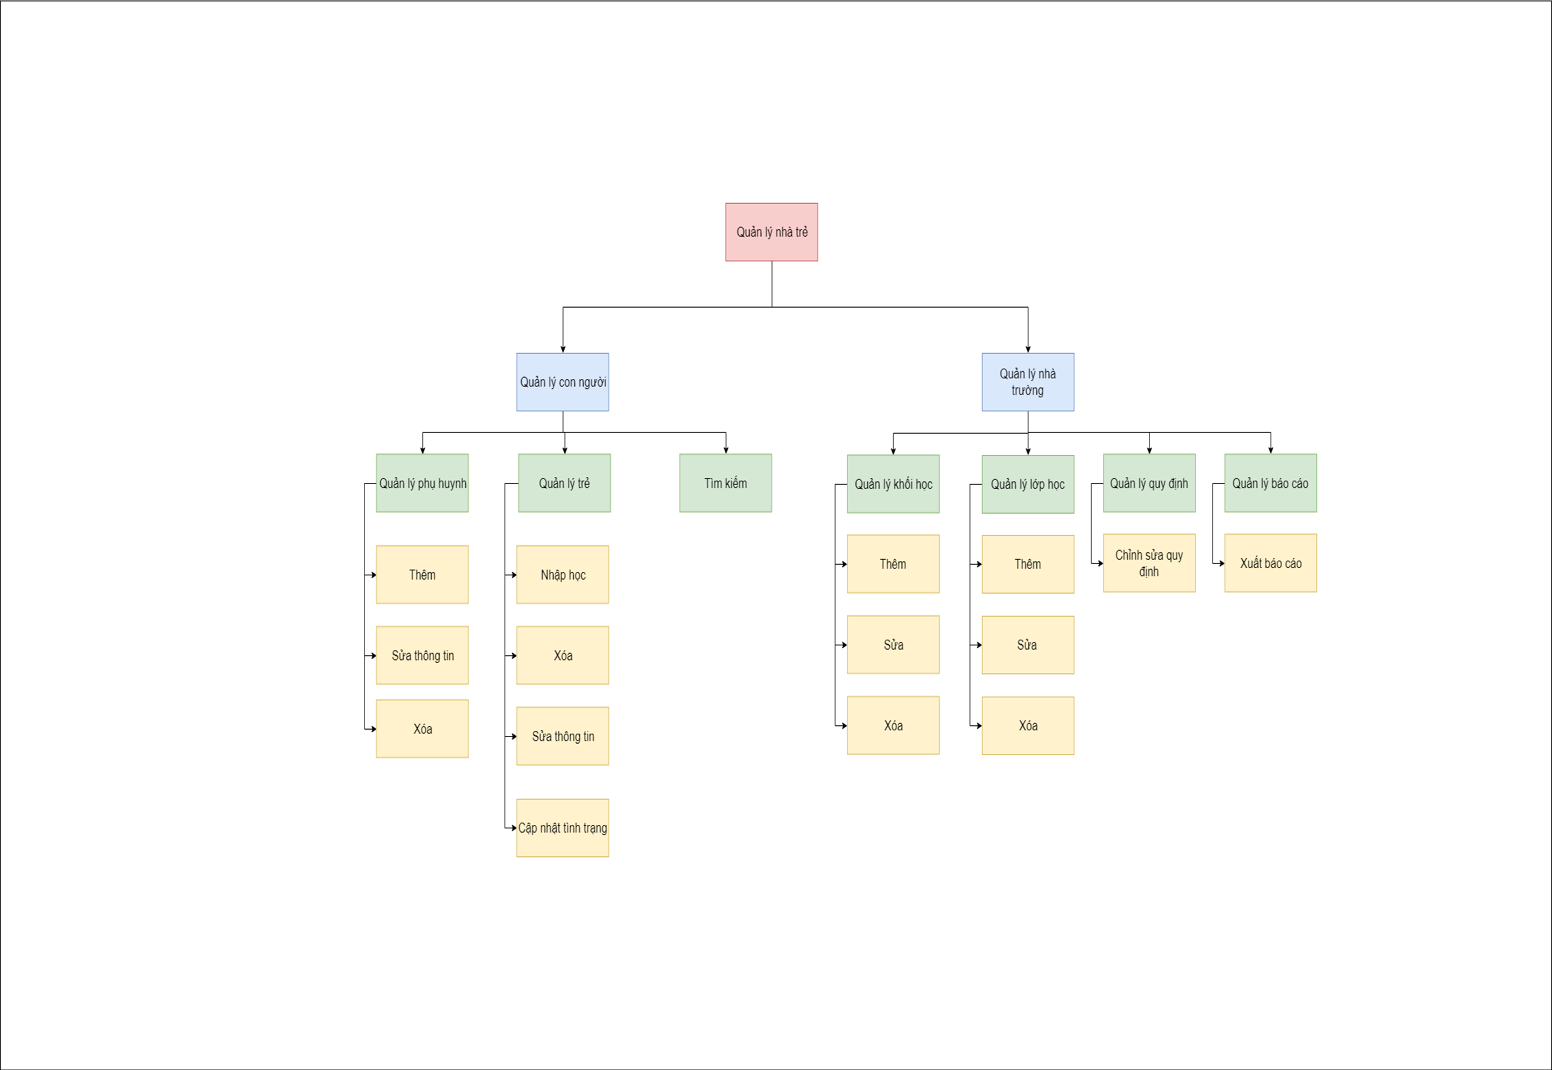 Quản lý nhà trẻ
Quản lý con người
Quản lý nhà
trường
Quản lý phụ huynh
Quản lý trẻ
Tìm kiếm
Quản lý khối học
Quản lý lớp học
Quản lý quy định
Quản lý báo cáo
Thêm
Nhập học
Thêm
Thêm
Chỉnh sửa quy
định
Xuất báo cáo
Sửa thông tin
Xóa
Sửa
Sửa
Xóa
Sửa thông tin
Xóa
Xóa
Cập nhật tình trạng